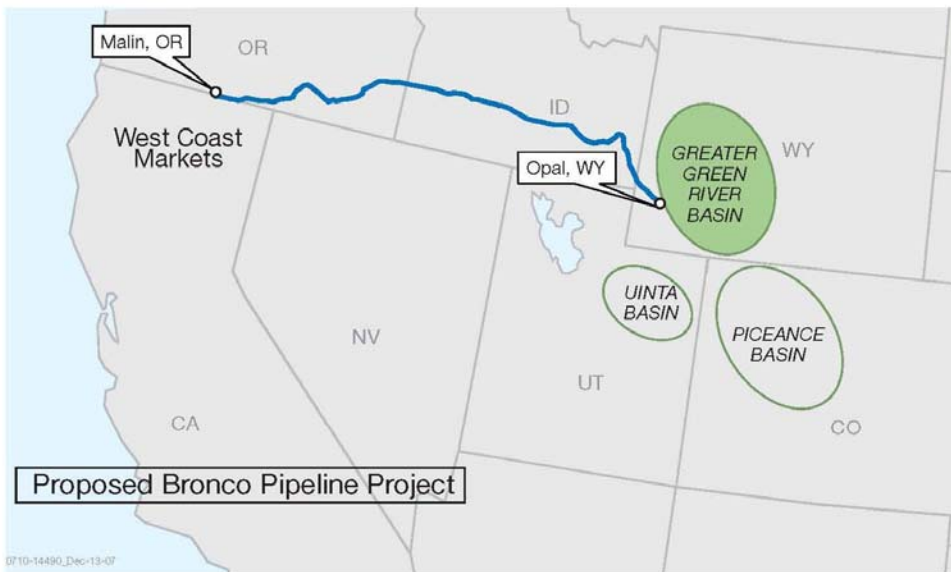 Malin, OR
OR
West Coast
Markets
ID
Opal, WY
GREATER
GREEN
RIVER
BASIN
WY
UINTA
BASIN
PICEANCE
BASIN
NV
UT
CO
CA
Proposed Bronco Pipeline Project
0710-14490_Dec-13-07